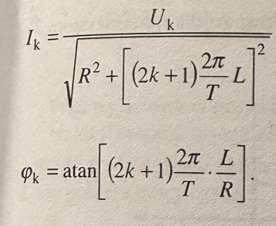 I_k = U_k / √(R² + [(2k + 1) 2π/T L]²)
φ_k = atan[(2k + 1) 2π/T · L/R].